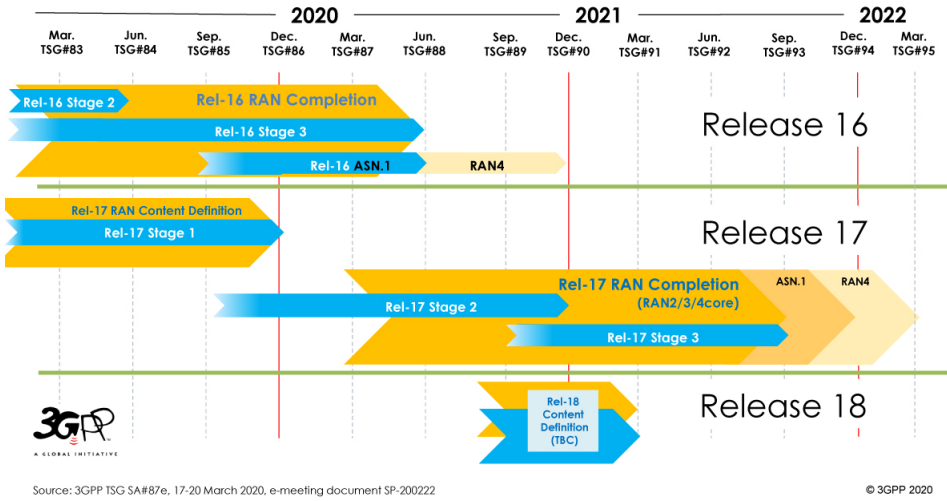 2020
2021
2022
Mar.
TSG#83
Jun.
TSG#84
Sep.
TSG#85
Dec.
TSG#86
Mar.
TSG#87
Jun.
TSG#88
Sep.
TSG#89
Dec.
TSG#90
Mar.
TSG#91
Jun.
TSG#92
Sep.
TSG#93
Dec.
TSG#94
Mar.
TSG#95
Rel-16 Stage 2
Rel-16 RAN Completion
Rel-16 Stage 3
Rel-16 ASN.1
RAN4
Release 16
Rel-17 RAN Content Definition
Rel-17 Stage 1
Release 17
Rel-17 RAN Completion
(RAN2/3/4core)
ASN.1
RAN4
Rel-17 Stage 2
Rel-17 Stage 3
Rel-18
Content
Definition
(TBC)
Release 18
3GPP
TM
A GLOBAL INITIATIVE
Source: 3GPP TSG SA#87e, 17-20 March 2020, e-meeting document SP-200222
© 3GPP 2020